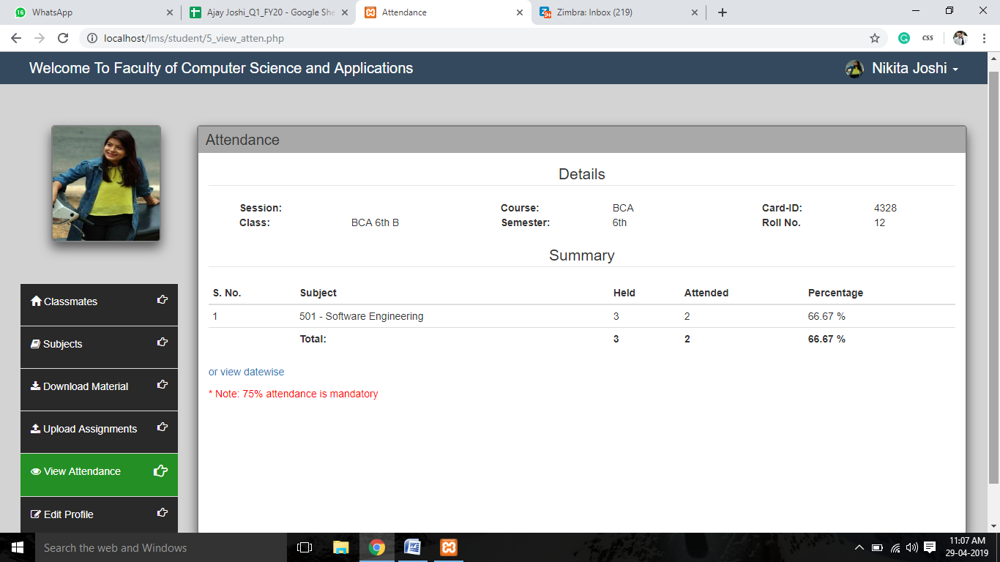 WhatsApp
Ajay Joshi_Q1_FY20 - Google She
Attendance
Zimbra: Inbox (219)
localhost/lms/student/5_view_atten.php
css
Welcome To Faculty of Computer Science and Applications
Nikita Joshi
Attendance
Details
Session: Course: BCA Card-ID: 4328
Class: BCA 6th B Semester: 6th Roll No. 12
Summary
S. No. Subject Held Attended Percentage
1 501 - Software Engineering 3 2 66.67 %
Total: 3 2 66.67 %
or view datewise
* Note: 75% attendance is mandatory
Classmates
Subjects
Download Material
Upload Assignments
View Attendance
Edit Profile
Search the web and Windows
11:07 AM
29-04-2019